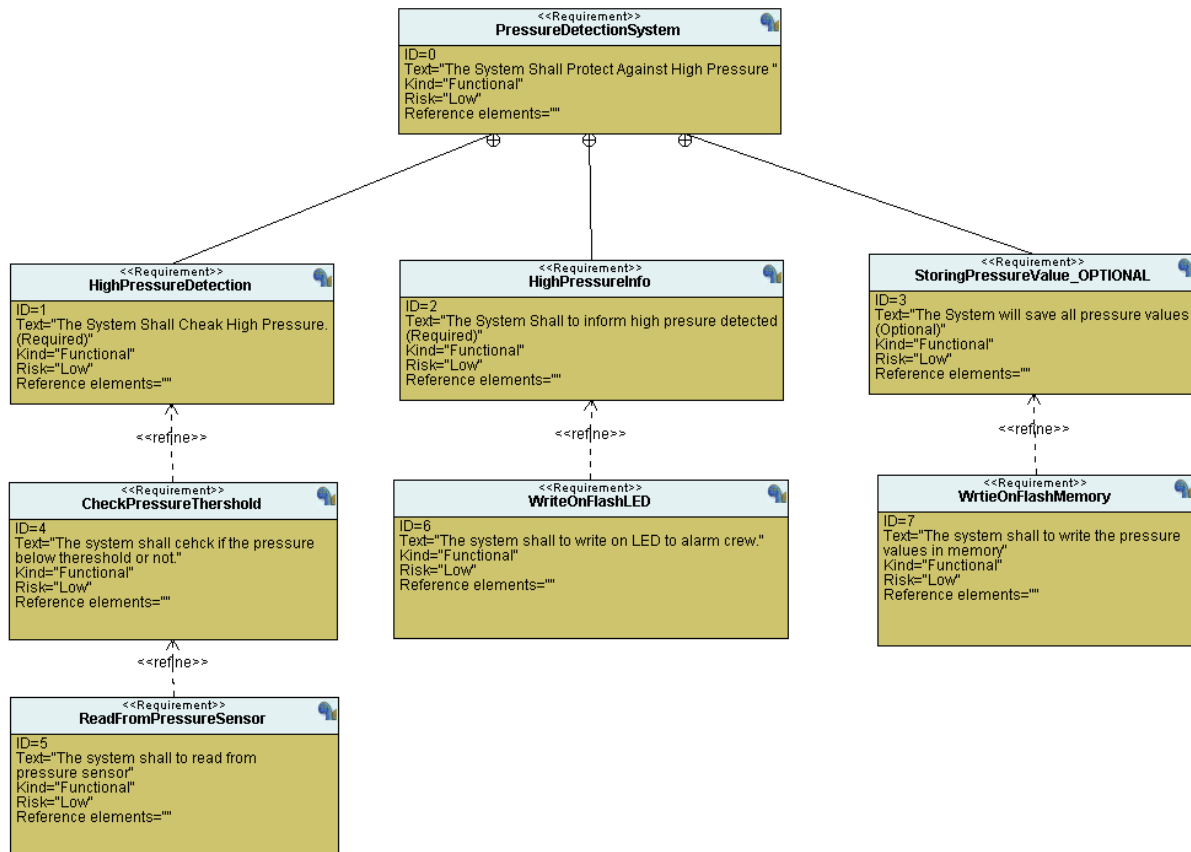 <<Requirement>>
PressureDetectionSystem
ID=0
Text="The System Shall Protect Against High Pressure "
Kind="Functional"
Risk="Low"
Reference elements=""
<<Requirement>>
HighPressureDetection
ID=1
Text="The System Shall Cheak High Pressure.
(Required)"
Kind="Functional"
Risk="Low"
Reference elements=""
<<Requirement>>
HighPressureInfo
ID=2
Text="The System Shall to inform high presure detected
(Required)"
Kind="Functional"
Risk="Low"
Reference elements=""
<<Requirement>>
StoringPressureValue_OPTIONAL
ID=3
Text="The System will save all pressure values
(Optional)"
Kind="Functional"
Risk="Low"
Reference elements=""
<<refine>>
<<refine>>
<<refine>>
<<Requirement>>
CheckPressureThershold
ID=4
Text="The system shall cehck if the pressure
below thereshold or not."
Kind="Functional"
Risk="Low"
Reference elements=""
<<Requirement>>
WriteOnFlashLED
ID=6
Text="The system shall to write on LED to alarm crew."
Kind="Functional"
Risk="Low"
Reference elements=""
<<Requirement>>
WrtieOnFlashMemory
ID=7
Text="The system shall to write the pressure
values in memory"
Kind="Functional"
Risk="Low"
Reference elements=""
<<refine>>
<<Requirement>>
ReadFromPressureSensor
ID=5
Text="The system shall to read from
pressure sensor"
Kind="Functional"
Risk="Low"
Reference elements=""